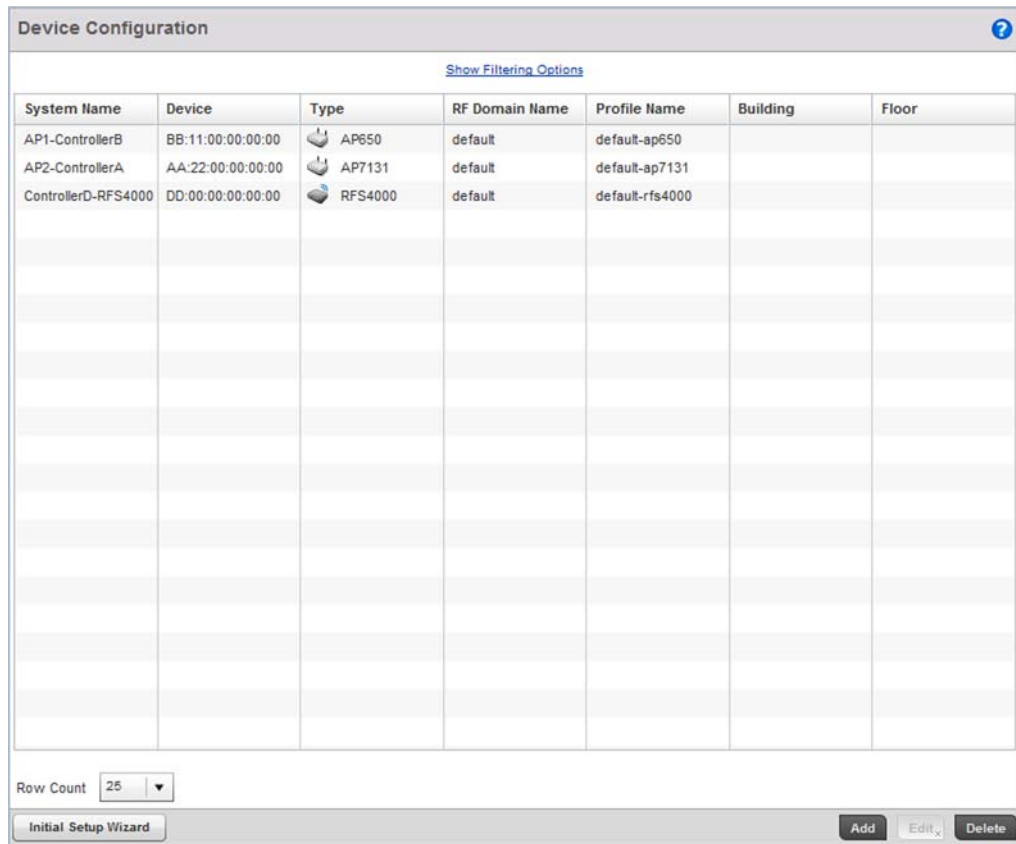 Device Configuration
Show Filtering Options
System Name Device Type RF Domain Name Profile Name Building Floor
AP1-ControllerB BB:11:00:00:00:00 AP650 default default-ap650
AP2-ControllerA AA:22:00:00:00:00 AP7131 default default-ap7131
ControllerD-RFS4000 DD:00:00:00:00:00 RFS4000 default default-rfs4000
Row Count 25
Initial Setup Wizard Add Edit Delete